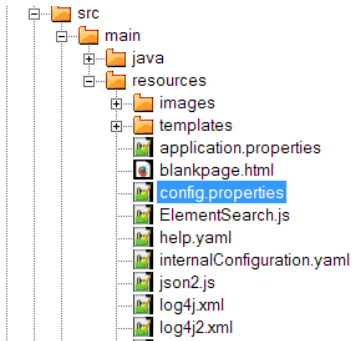 src
main
java
resources
images
templates
application.properties
blankpage.html
config.properties
ElementSearch.js
help.yaml
internalConfiguration.yaml
json2.js
log4j.xml
log4j2.xml